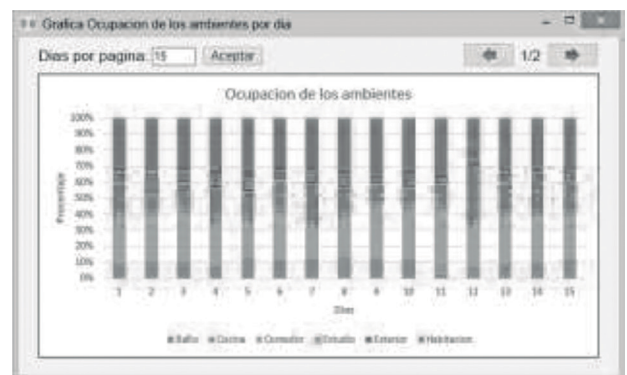 Grafica Ocupacion de los ambientes por dia
Dias por pagina: 15 Aceptar 1/2
Ocupacion de los ambientes
100%
90%
80%
70%
60%
50%
40%
30%
20%
10%
0%
Porcentaje
1 2 3 4 5 6 7 8 9 10 11 12 13 14 15
Dias
Baño Cocina Comedor Estudio Exterior Habitacion